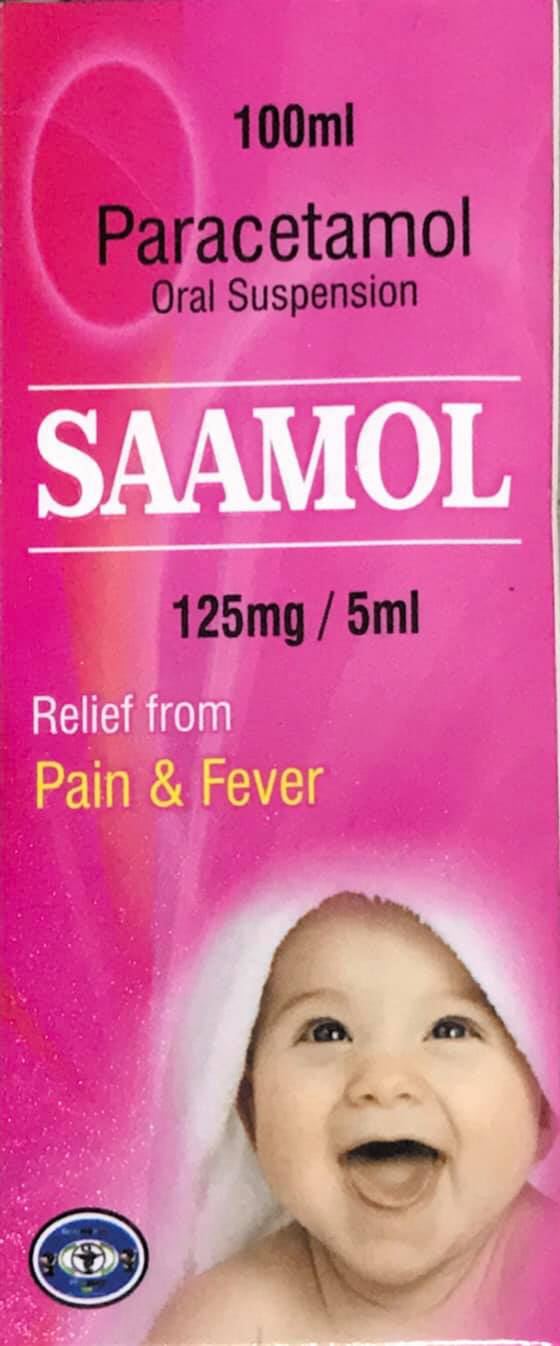 100ml
Paracetamol
Oral Suspension
SAAMOL
125mg / 5ml
Relief from
Pain & Fever